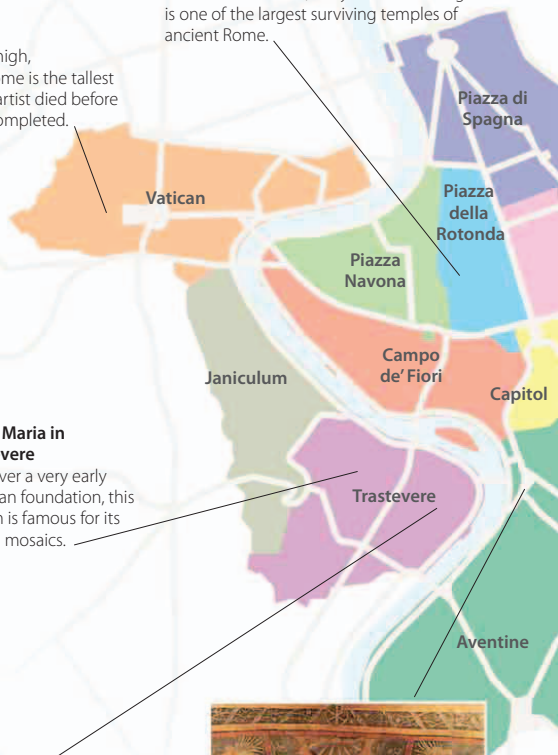 is one of the largest surviving temples of
ancient Rome.
high,
ome is the tallest
artist died before
ompleted.
Piazza di
Spagna
Vatican
Piazza
della
Rotonda
Piazza
Navona
Campo
de' Fiori
Janiculum
Capitol
Maria in
vere
ver a very early
an foundation, this
n is famous for its
mosaics.
Trastevere
Aventine